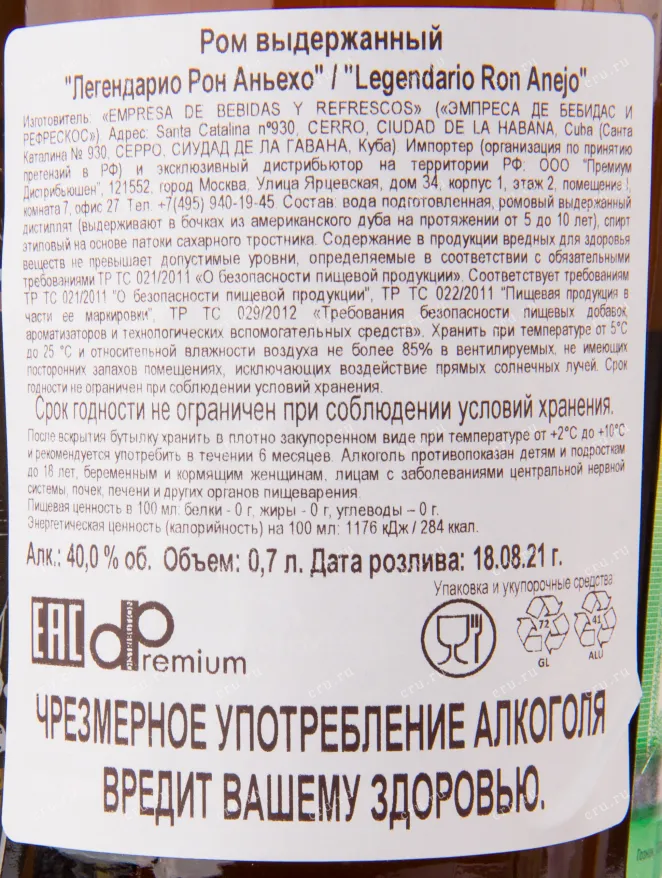 Ром выдержанный
"Легендарио Рон Аньехо" / "Legendario Ron Anejo"
Изготовитель: «EMPRESA DE BEBIDAS Y REFRESCOS» («ЭМПРЕСА ДЕ БЕБИДАС И
РЕФРЕСКОС»). Адрес: Santa Catalina nº930, CERRO, CIUDAD DE LA HABANA, Cuba (Санта
Каталина № 930, СЕРРО, СИУДАД ДЕ ЛА ГАВАНА, Куба) Импортер (организация по принятию
претензий в РФ) и эксклюзивный дистрибьютор на территории РФ: ООО "Премиум
Дистрибьюшен", 121552, город Москва, Улица Ярцевская, дом 34, корпус 1, этаж 2, помещение I,
комната 7, офис 27 Тел. +7(495) 940-19-45 Состав: вода подготовленная, ромовый выдержанный
дистиллят (выдерживают в бочках из американского дуба на протяжении от 5 до 10 лет), спирт
этиловый на основе патоки сахарного тростника. Содержание в продукции вредных для здоровья
веществ не превышает допустимые уровни, определяемые в соответствии с обязательными
требованиями ТР ТС 021/2011 «О безопасности пищевой продукции». Соответствует требованиям
ТР ТС 021/2011 "О безопасности пищевой продукции", ТР ТС 022/2011 "Пищевая продукция в
части ее маркировки", ТР ТС 029/2012 «Требования безопасности пищевых добавок,
ароматизаторов и технологических вспомогательных средств». Хранить при температуре от 5°С
до 25 °С и относительной влажности воздуха не более 85% в вентилируемых, не имеющих
посторонних запахов помещениях, исключающих воздействие прямых солнечных лучей. Срок
годности не ограничен при соблюдении условий хранения.
Срок годности не ограничен при соблюдении условий хранения.
После вскрытия бутылку хранить в плотно закупоренном виде при температуре от +2°С до +10°С
и рекомендуется употребить в течении 6 месяцев. Алкоголь противопоказан детям и подросткам
до 18 лет, беременным и кормящим женщинам, лицам с заболеваниями центральной нервной
системы, почек, печени и других органов пищеварения.
Пищевая ценность в 100 мл: белки - 0 г, жиры - 0 г, углеводы – 0 г.
Энергетическая ценность (калорийность) на 100 мл: 1176 кДж / 284 ккал.
Алк.: 40,0 % об. Объем: 0,7 л. Дата розлива: 18.08.21 г.
Упаковка и укупорочные средства
EAC dPremium 72 GL 41 ALU
ЧРЕЗМЕРНОЕ УПОТРЕБЛЕНИЕ АЛКОГОЛЯ
ВРЕДИТ ВАШЕМУ ЗДОРОВЬЮ.